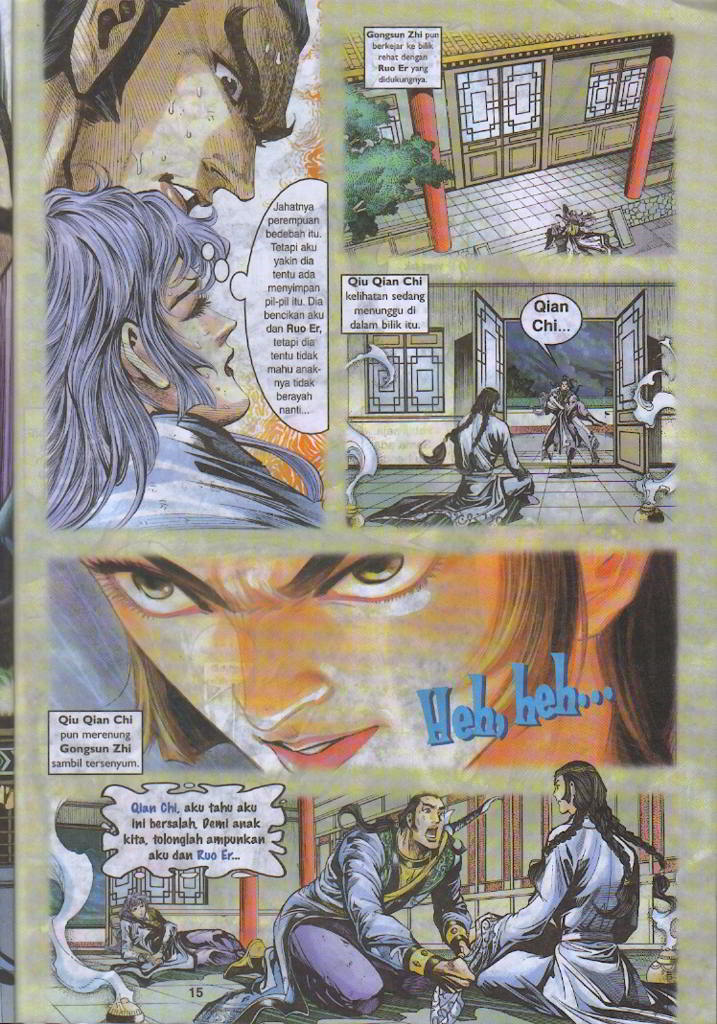 Jahatnya
perempuan
bedebah itu.
Tetapi aku
yakin dia
tentu ada
menyimpan
pil-pil itu. Dia
bencikan aku
dan Ruo Er,
tetapi dia
tentu tidak
mahu anak-
nya tidak
berayah
nanti...
Gongsun Zhi pun
berkejar ke bilik
rehat dengan
Ruo Er yang
didukungnya.
Qiu Qian Chi
kelihatan sedang
menunggu di
dalam bilik itu.
Qian
Chi...
Heh, heh...
Qiu Qian Chi
pun merenung
Gongsun Zhi
sambil tersenyum.
Qian Chi, aku tahu aku
ini bersalah. Demi anak
kita, tolonglah ampunkan
aku dan Ruo Er...
15